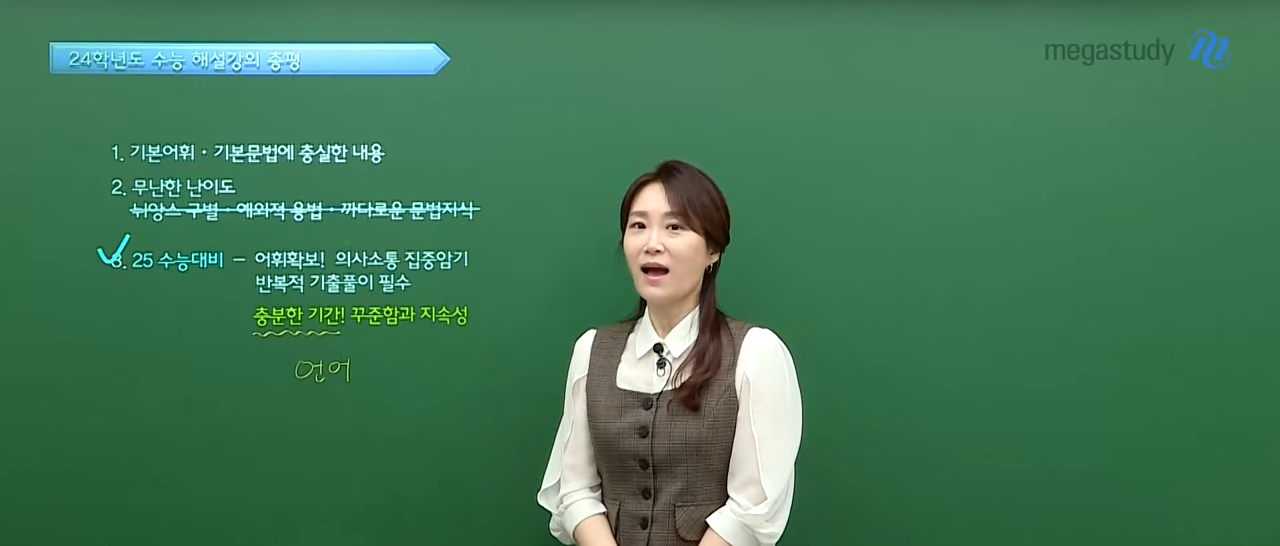 24학년도 수능 해설강의 총평
megastudy
1. 기본어휘 · 기본문법에 충실한 내용
2. 무난한 난이도
뉘앙스 구별 · 예외적 용법 · 까다로운 문법지식
3. 25 수능대비 – 어휘확보! 의사소통 집중암기
반복적 기출풀이 필수
충분한 기간! 꾸준함과 지속성
언어